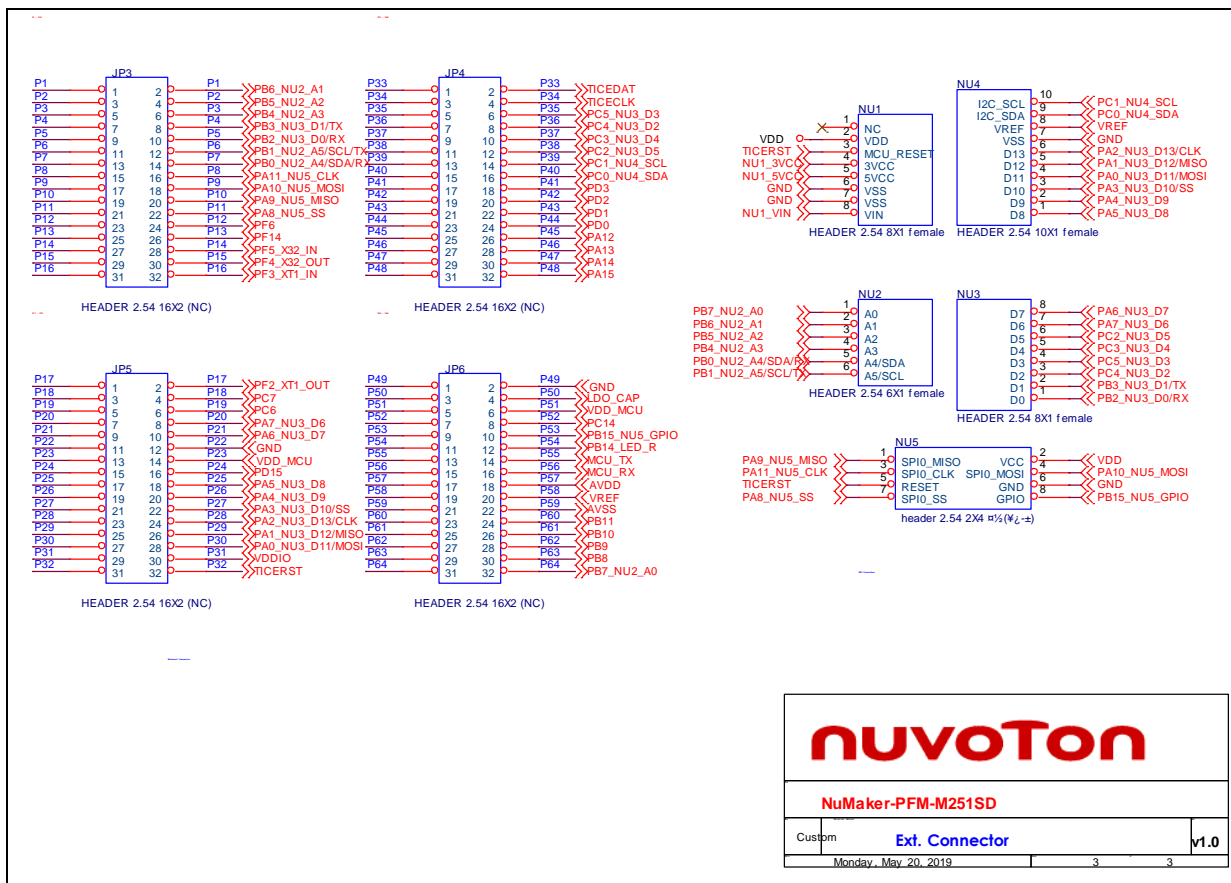 JP3
P1 1 2 P1 PB6_NU2_A1
P2 3 4 P2 PB5_NU2_A2
P3 5 6 P3 PB4_NU2_A3
P4 7 8 P4 PB3_NU3_D1/TX
P5 9 10 P5 PB2_NU3_D0/RX
P6 11 12 P6 PB1_NU2_A5/SCL/TX
P7 13 14 P7 PB0_NU2_A4/SDA/RX
P8 15 16 P8 PA11_NU5_CLK
P9 17 18 P9 PA10_NU5_MOSI
P10 19 20 P10 PA9_NU5_MISO
P11 21 22 P11 PA8_NU5_SS
P12 23 24 P12 PF6
P13 25 26 P13 PF14
P14 27 28 P14 PF5_X32_IN
P15 29 30 P15 PF4_X32_OUT
P16 31 32 P16 PF3_XT1_IN
HEADER 2.54 16X2 (NC)
JP4
P33 1 2 P33 TICEDAT
P34 3 4 P34 TICECLK
P35 5 6 P35 PC5_NU3_D3
P36 7 8 P36 PC4_NU3_D2
P37 9 10 P37 PC3_NU3_D4
P38 11 12 P38 PC2_NU3_D5
P39 13 14 P39 PC1_NU4_SCL
P40 15 16 P40 PC0_NU4_SDA
P41 17 18 P41 PD3
P42 19 20 P42 PD2
P43 21 22 P43 PD1
P44 23 24 P44 PD0
P45 25 26 P45 PA12
P46 27 28 P46 PA13
P47 29 30 P47 PA14
P48 31 32 P48 PA15
HEADER 2.54 16X2 (NC)
NU1
1 NC
VDD 2 VDD
TICERST 3 MCU_RESET
NU1_3VCC 4 3VCC
NU1_5VCC 5 5VCC
GND 6 VSS
GND 7 VSS
NU1_VIN 8 VIN
HEADER 2.54 8X1 female
NU4
I2C_SCL 10 PC1_NU4_SCL
I2C_SDA 9 PC0_NU4_SDA
VREF 8 VREF
VSS 7 GND
D13 6 PA2_NU3_D13/CLK
D12 5 PA1_NU3_D12/MISO
D11 4 PA0_NU3_D11/MOSI
D10 3 PA3_NU3_D10/SS
D9 2 PA4_NU3_D9
D8 1 PA5_NU3_D8
HEADER 2.54 10X1 female
NU2
PB7_NU2_A0 1 A0
PB6_NU2_A1 2 A1
PB5_NU2_A2 3 A2
PB4_NU2_A3 4 A3
PB0_NU2_A4/SDA/RX 5 A4/SDA
PB1_NU2_A5/SCL/TX 6 A5/SCL
HEADER 2.54 6X1 female
NU3
D7 8 PA6_NU3_D7
D6 7 PA7_NU3_D6
D5 6 PC2_NU3_D5
D4 5 PC3_NU3_D4
D3 4 PC5_NU3_D3
D2 3 PC4_NU3_D2
D1 2 PB3_NU3_D1/TX
D0 1 PB2_NU3_D0/RX
HEADER 2.54 8X1 female
JP5
P17 1 2 P17 PF2_XT1_OUT
P18 3 4 P18 PC7
P19 5 6 P19 PC6
P20 7 8 P20 PA7_NU3_D6
P21 9 10 P21 PA6_NU3_D7
P22 11 12 P22 GND
P23 13 14 P23 VDD_MCU
P24 15 16 P24 PD15
P25 17 18 P25 PA5_NU3_D8
P26 19 20 P26 PA4_NU3_D9
P27 21 22 P27 PA3_NU3_D10/SS
P28 23 24 P28 PA2_NU3_D13/CLK
P29 25 26 P29 PA1_NU3_D12/MISO
P30 27 28 P30 PA0_NU3_D11/MOSI
P31 29 30 P31 VDDIO
P32 31 32 P32 TICERST
HEADER 2.54 16X2 (NC)
JP6
P49 1 2 P49 GND
P50 3 4 P50 LDO_CAP
P51 5 6 P51 VDD_MCU
P52 7 8 P52 PC14
P53 9 10 P53 PB15_NU5_GPIO
P54 11 12 P54 PB14_LED_R
P55 13 14 P55 MCU_TX
P56 15 16 P56 MCU_RX
P57 17 18 P57 AVDD
P58 19 20 P58 VREF
P59 21 22 P59 AVSS
P60 23 24 P60 PB11
P61 25 26 P61 PB10
P62 27 28 P62 PB9
P63 29 30 P63 PB8
P64 31 32 P64 PB7_NU2_A0
HEADER 2.54 16X2 (NC)
NU5
PA9_NU5_MISO 1 SPI0_MISO VCC 2 VDD
PA11_NU5_CLK 3 SPI0_CLK SPI0_MOSI 4 PA10_NU5_MOSI
TICERST 5 RESET GND 6 GND
PA8_NU5_SS 7 SPI0_SS GPIO 8 PB15_NU5_GPIO
header 2.54 2X4 ¤½(¥¿-±)
nuvoTon
NuMaker-PFM-M251SD
Custom Ext. Connector v1.0
Monday, May 20, 2019 3 3